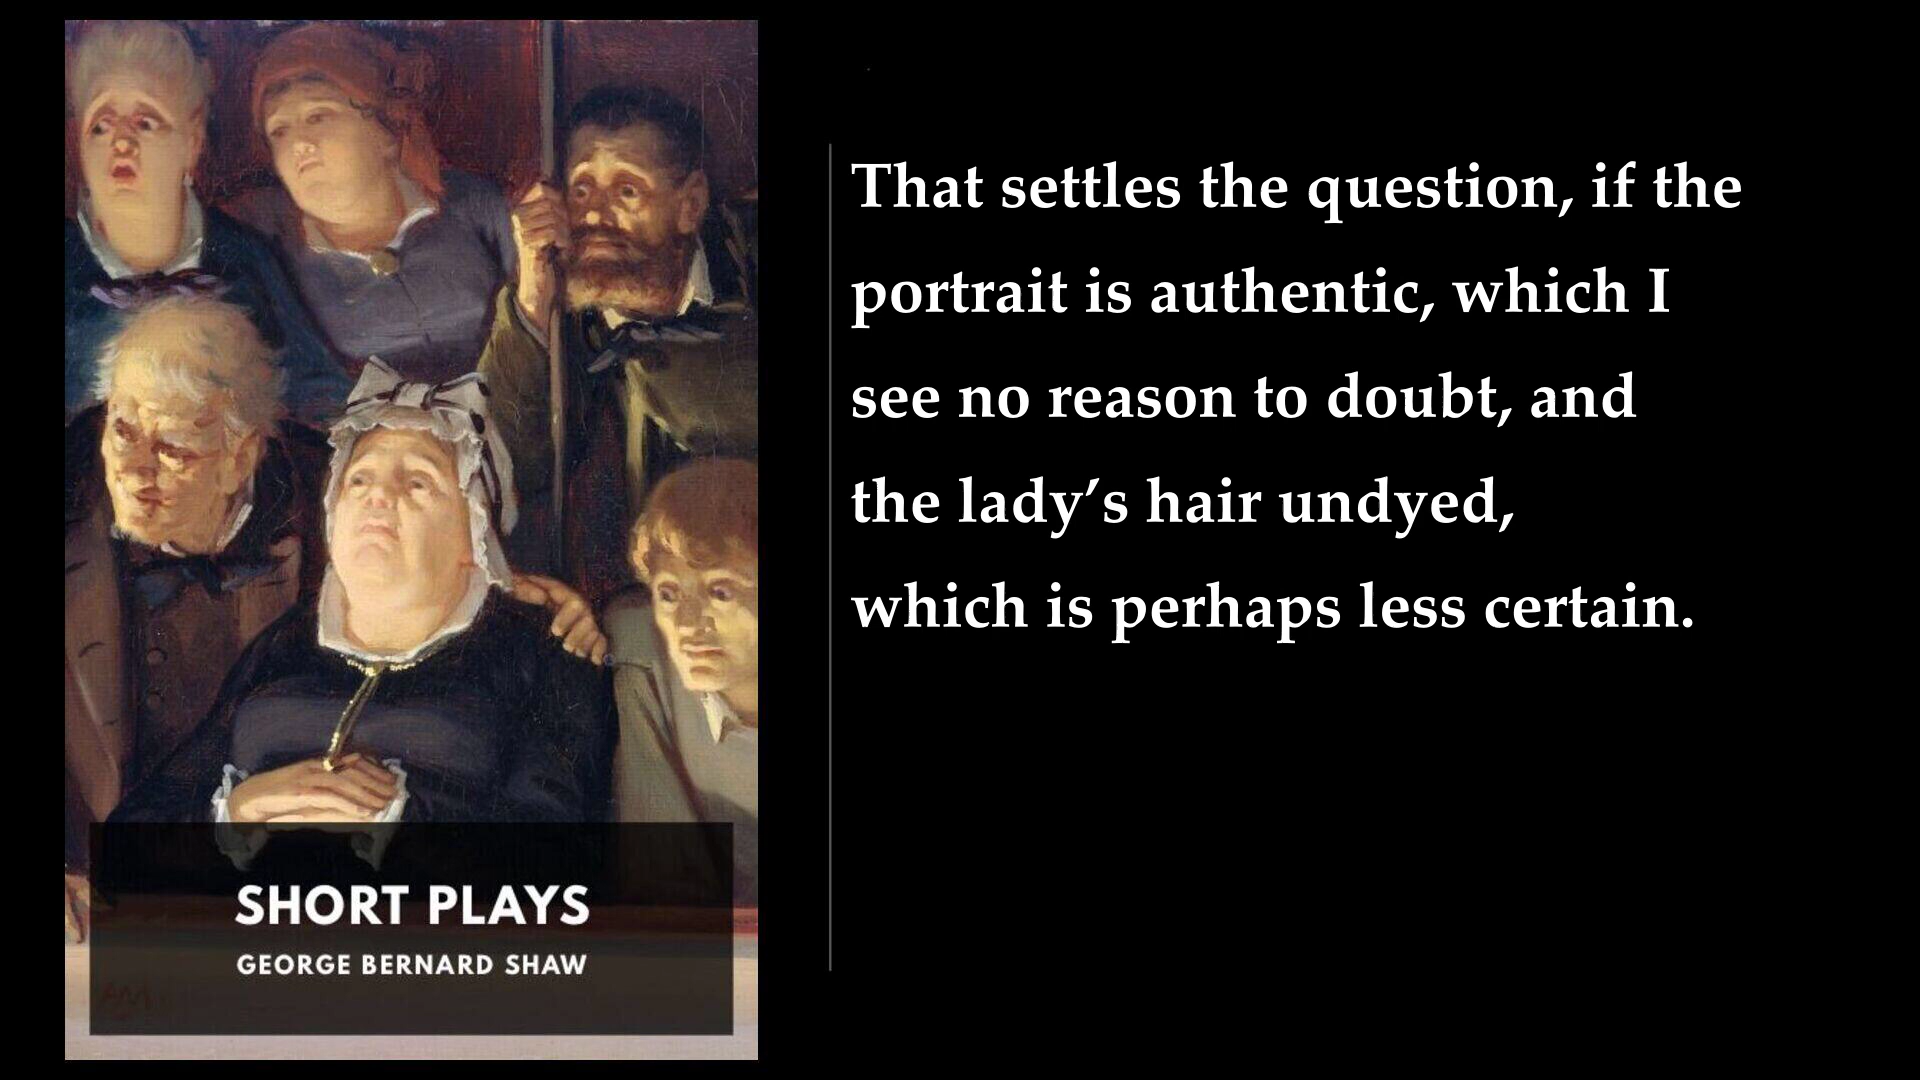 That settles the question, if the
portrait is authentic, which I
see no reason to doubt, and
the lady’s hair undyed,
which is perhaps less certain.
SHORT PLAYS
GEORGE BERNARD SHAW